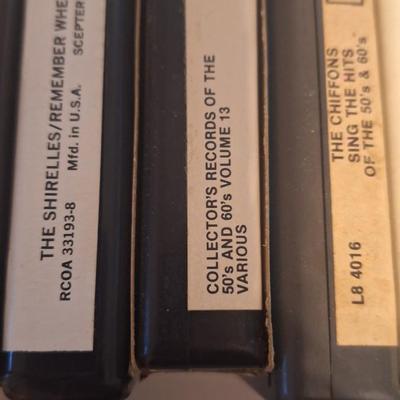 THE SHIRELLES/REMEMBER WHE
RCOA 33193-8 Mfd. in U.S.A. SCEPTER
COLLECTOR'S RECORDS OF THE
50's AND 60's VOLUME 13
VARIOUS
THE CHIFFONS
SING THE HITS
OF THE 50's & 60's
L8 4016